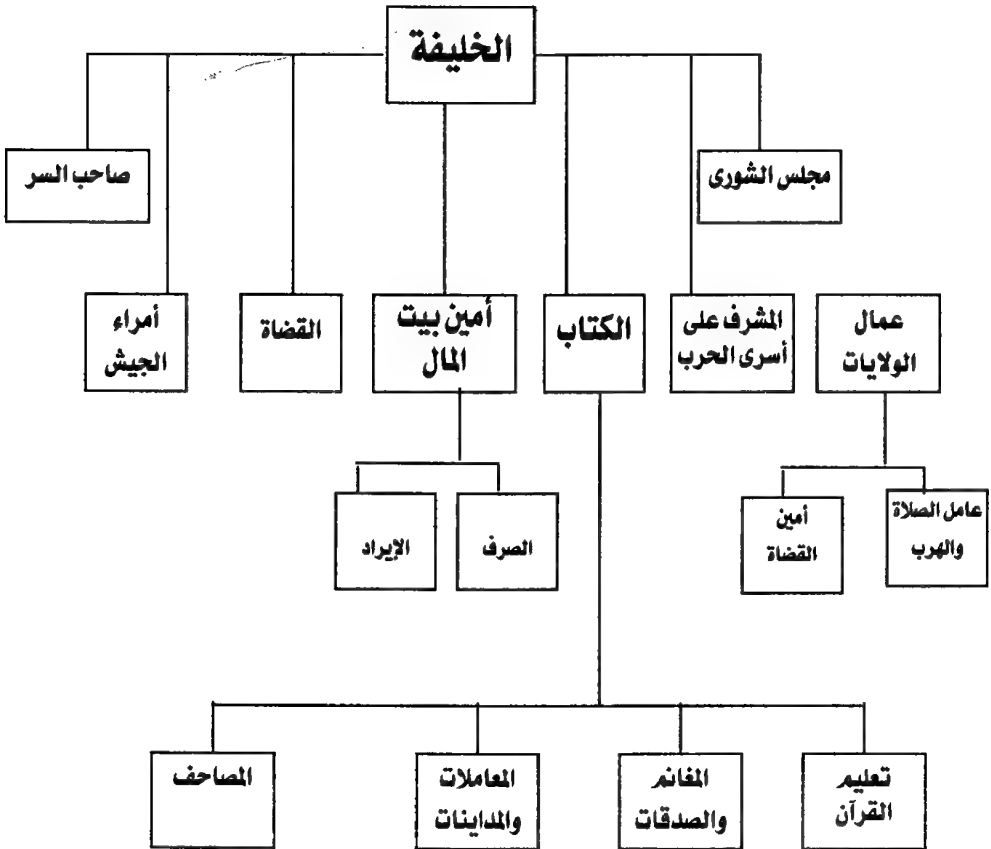 الخليفة
مجلس الشورى
صاحب السر
عمال
الولايات
المشرف على
أسرى الحرب
الكتاب
أمين بيت
المال
القضاة
أمراء
الجيش
عامل الصلاة
والهرب
أمين
القضاة
الصرف
الإيراد
تعليم
القرآن
المغانم
والصدقات
المعاملات
والمداينات
المصاحف